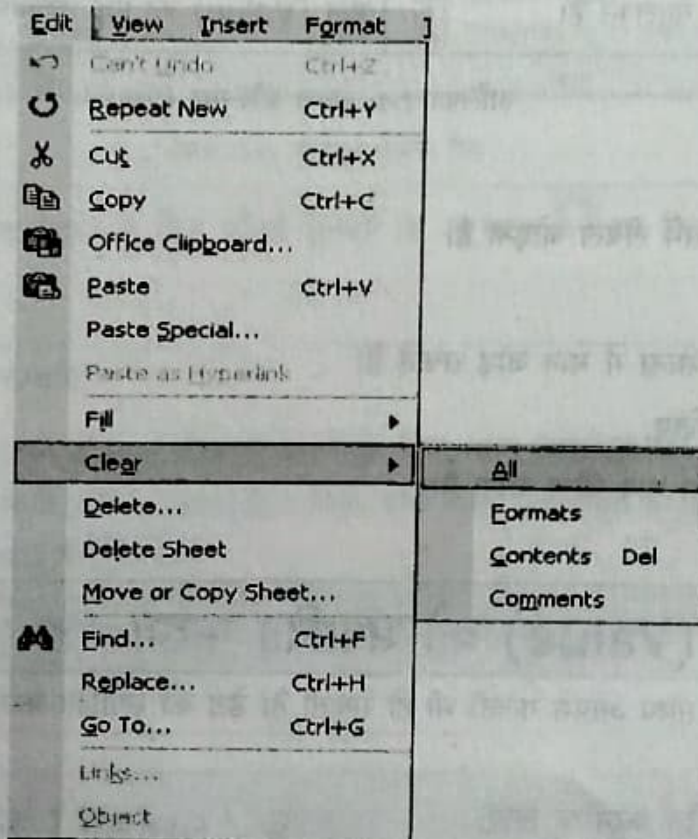 Edit View Insert Format
Can't Undo Ctrl+Z
Repeat New Ctrl+Y
Cut Ctrl+X
Copy Ctrl+C
Office Clipboard...
Paste Ctrl+V
Paste Special...
Paste as Hyperlink
Fill
Clear
All
Delete...
Formats
Delete Sheet
Contents Del
Move or Copy Sheet...
Comments
Find... Ctrl+F
Replace... Ctrl+H
Go To... Ctrl+G
Links...
Object